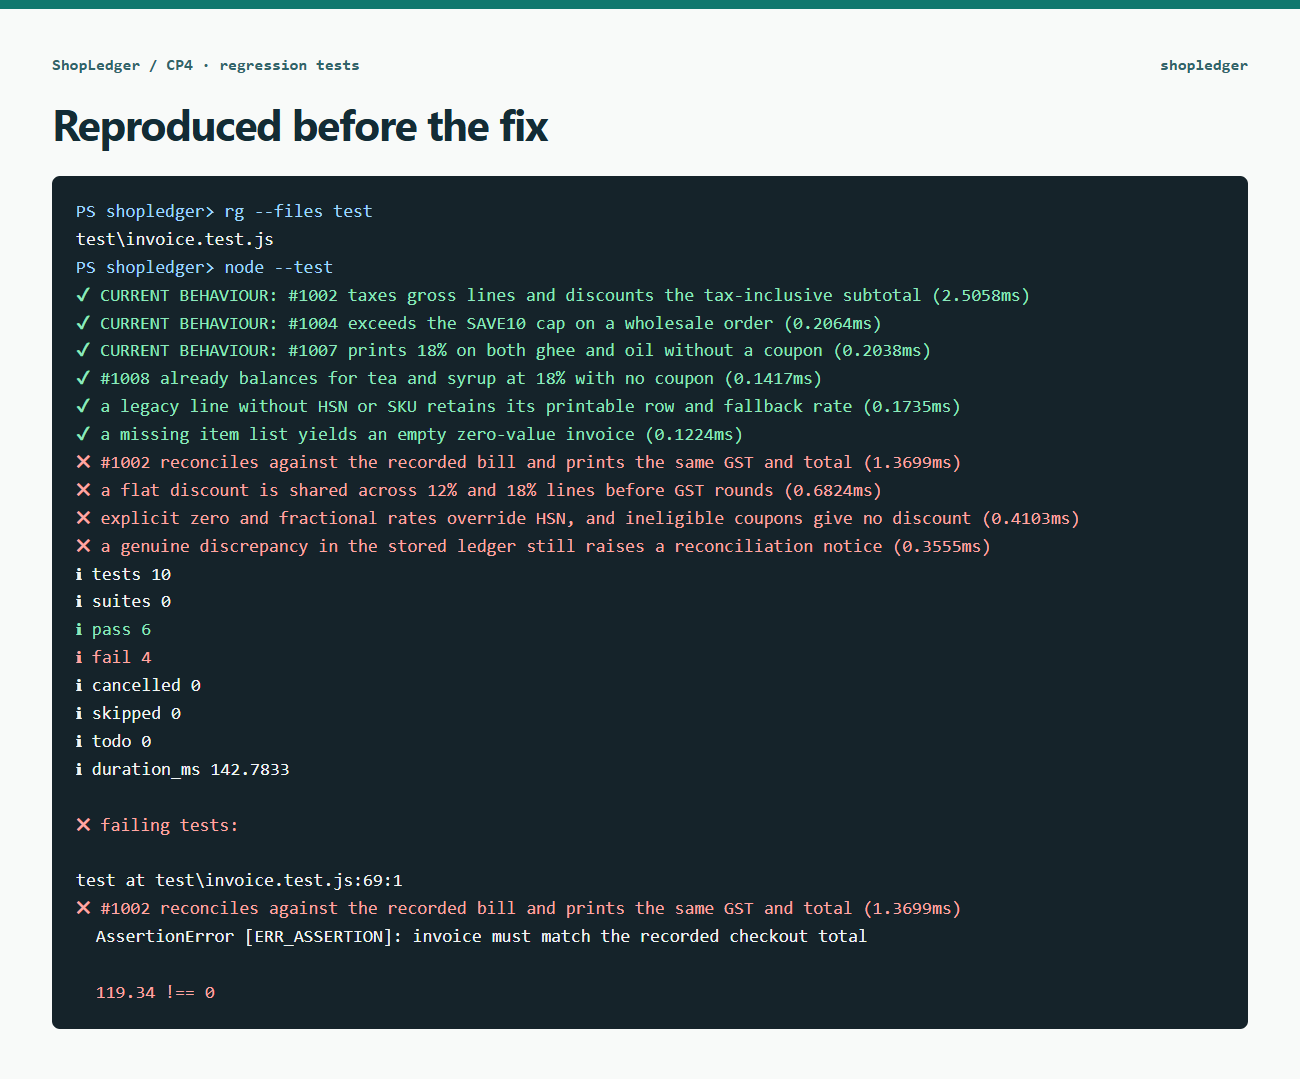 ShopLedger / CP4 · regression tests
shopledger
Reproduced before the fix
PS shopledger> rg --files test
test\invoice.test.js
PS shopledger> node --test
✓ CURRENT BEHAVIOUR: #1002 taxes gross lines and discounts the tax-inclusive subtotal (2.5058ms)
✓ CURRENT BEHAVIOUR: #1004 exceeds the SAVE10 cap on a wholesale order (0.2064ms)
✓ CURRENT BEHAVIOUR: #1007 prints 18% on both ghee and oil without a coupon (0.2038ms)
✓ #1008 already balances for tea and syrup at 18% with no coupon (0.1417ms)
✓ a legacy line without HSN or SKU retains its printable row and fallback rate (0.1735ms)
✓ a missing item list yields an empty zero-value invoice (0.1224ms)
✕ #1002 reconciles against the recorded bill and prints the same GST and total (1.3699ms)
✕ a flat discount is shared across 12% and 18% lines before GST rounds (0.6824ms)
✕ explicit zero and fractional rates override HSN, and ineligible coupons give no discount (0.4103ms)
✕ a genuine discrepancy in the stored ledger still raises a reconciliation notice (0.3555ms)
ℹ tests 10
ℹ suites 0
ℹ pass 6
ℹ fail 4
ℹ cancelled 0
ℹ skipped 0
ℹ todo 0
ℹ duration_ms 142.7833
✕ failing tests:
test at test\invoice.test.js:69:1
✕ #1002 reconciles against the recorded bill and prints the same GST and total (1.3699ms)
AssertionError [ERR_ASSERTION]: invoice must match the recorded checkout total
119.34 !== 0